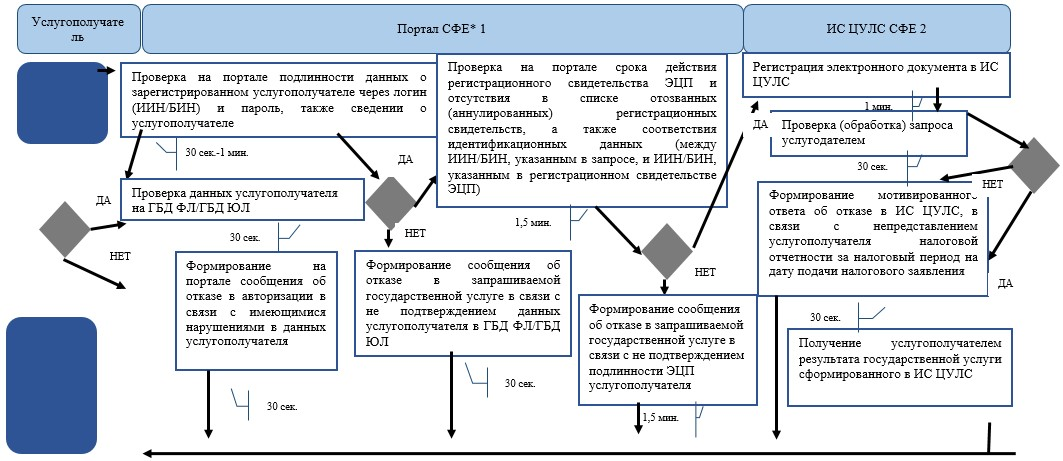 Услугополучате
ль
Портал СФЕ* 1
ИС ЦУЛС СФЕ 2
Проверка на портале подлинности данных о
зарегистрированном услугополучателе через логин
(ИИН/БИН) и пароль, также сведении о
услугополучателе
30 сек.-1 мин.
ДА
Проверка данных услугополучателя
на ГБД ФЛ/ГБД ЮЛ
ДА
НЕТ
30 сек.
НЕТ
Формирование на
портале сообщения об
отказе в авторизации в
связи с имеющимися
нарушениями в данных
услугополучателя
30 сек.
Формирование сообщения об
отказе в запрашиваемой
государственной услуге в связи с
не подтверждением данных
услугополучателя в ГБД ФЛ/ГБД
ЮЛ
30 сек.
Проверка на портале срока действия
регистрационного свидетельства ЭЦП и
отсутствия в списке отозванных
(аннулированных) регистрационных
свидетельств, а также соответствия
идентификационных данных (между
ИИН/БИН, указанным в запросе, и ИИН/БИН,
указанным в регистрационном свидетельстве
ЭЦП)
1,5 мин.
НЕТ
Формирование сообщения
об отказе в запрашиваемой
государственной услуге в
связи с не подтверждением
подлинности ЭЦП
услугополучателя
1,5 мин.
Регистрация электронного документа в ИС
ЦУЛС
1 мин.
ДА
Проверка (обработка) запроса
услугодателем
30 сек.
НЕТ
Формирование мотивированного
ответа об отказе в ИС ЦУЛС, в
связи с непредставлением
услугополучателя налоговой
отчетности за налоговый период на
дату подачи налогового заявления
ДА
30 сек.
Получение услугополучателем
результата государственной услуги
сформированного в ИС ЦУЛС